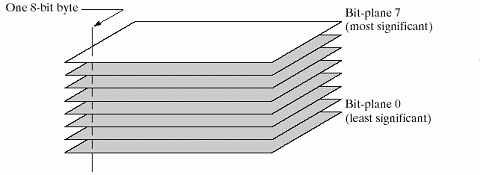 One 8-bit byte
Bit-plane 7
(most significant)
Bit-plane 0
(least significant)